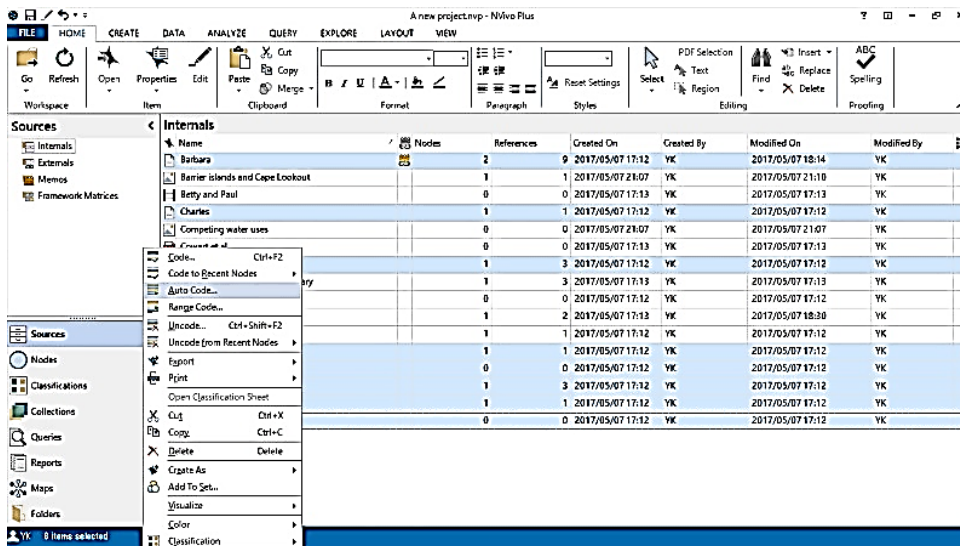 A new project.nvp - NVivo Plus
FILE HOME CREATE DATA ANALYZE QUERY EXPLORE LAYOUT VIEW
Go Refresh Open Properties Edit Paste Cut Copy Merge
B I U A
Reset Settings
Select PDF Selection Text Region Find Insert Replace Delete ABC Spelling
Workspace Item Clipboard Format Paragraph Styles Editing Proofing
Sources
Internals
Externals
Memos
Framework Matrices
Sources
Nodes
Classifications
Collections
Queries
Reports
Maps
Folders
Internals
Name Nodes References Created On Created By Modified On Modified By
Barbara 2 9 2017/05/07 17:12 YK 2017/05/07 18:14 YK
Barrier islands and Cape Lookout 1 1 2017/05/07 21:07 YK 2017/05/07 21:10 YK
Betty and Paul 0 0 2017/05/07 17:13 YK 2017/05/07 17:13 YK
Charles 1 1 2017/05/07 17:12 YK 2017/05/07 17:12 YK
Competing water uses 0 0 2017/05/07 21:07 YK 2017/05/07 21:07 YK
0 0 2017/05/07 17:13 YK 2017/05/07 17:13 YK
1 3 2017/05/07 17:12 YK 2017/05/07 17:12 YK
ary 1 3 2017/05/07 17:13 YK 2017/05/07 17:13 YK
0 0 2017/05/07 17:12 YK 2017/05/07 17:12 YK
1 2 2017/05/07 17:13 YK 2017/05/07 18:30 YK
1 1 2017/05/07 17:12 YK 2017/05/07 17:12 YK
1 1 2017/05/07 17:12 YK 2017/05/07 17:12 YK
0 0 2017/05/07 17:12 YK 2017/05/07 17:12 YK
1 3 2017/05/07 17:12 YK 2017/05/07 17:12 YK
1 1 2017/05/07 17:12 YK 2017/05/07 17:12 YK
0 0 2017/05/07 17:12 YK 2017/05/07 17:12 YK
Code... Ctrl+F2
Code to Recent Nodes
Auto Code...
Range Code...
Uncode... Ctrl+Shift+F2
Uncode from Recent Nodes
Export
Print
Open Classification Sheet
Cut Ctrl+X
Copy Ctrl+C
Delete Delete
Create As
Add To Set...
Visualize
Color
Classification
YK 8 Items selected